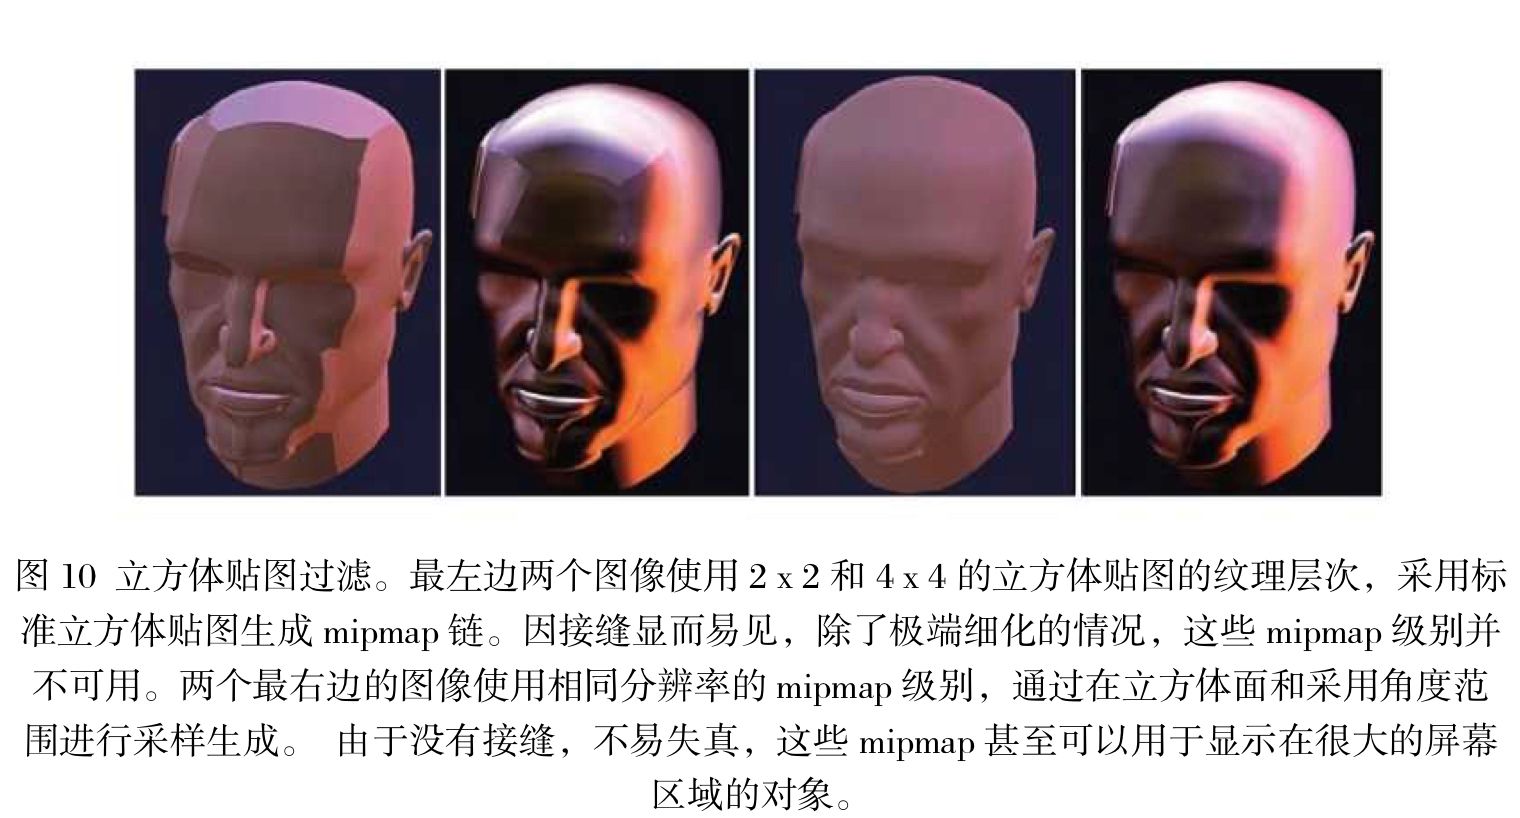 图 10 立方体贴图过滤。最左边两个图像使用 2 x 2 和 4 x 4 的立方体贴图的纹理层次，采用标
准立方体贴图生成 mipmap 链。因接缝显而易见，除了极端细化的情况，这些 mipmap 级别并
不可用。两个最右边的图像使用相同分辨率的 mipmap 级别，通过在立方体面和采用角度范
围进行采样生成。 由于没有接缝，不易失真，这些 mipmap 甚至可以用于显示在很大的屏幕
区域的对象。